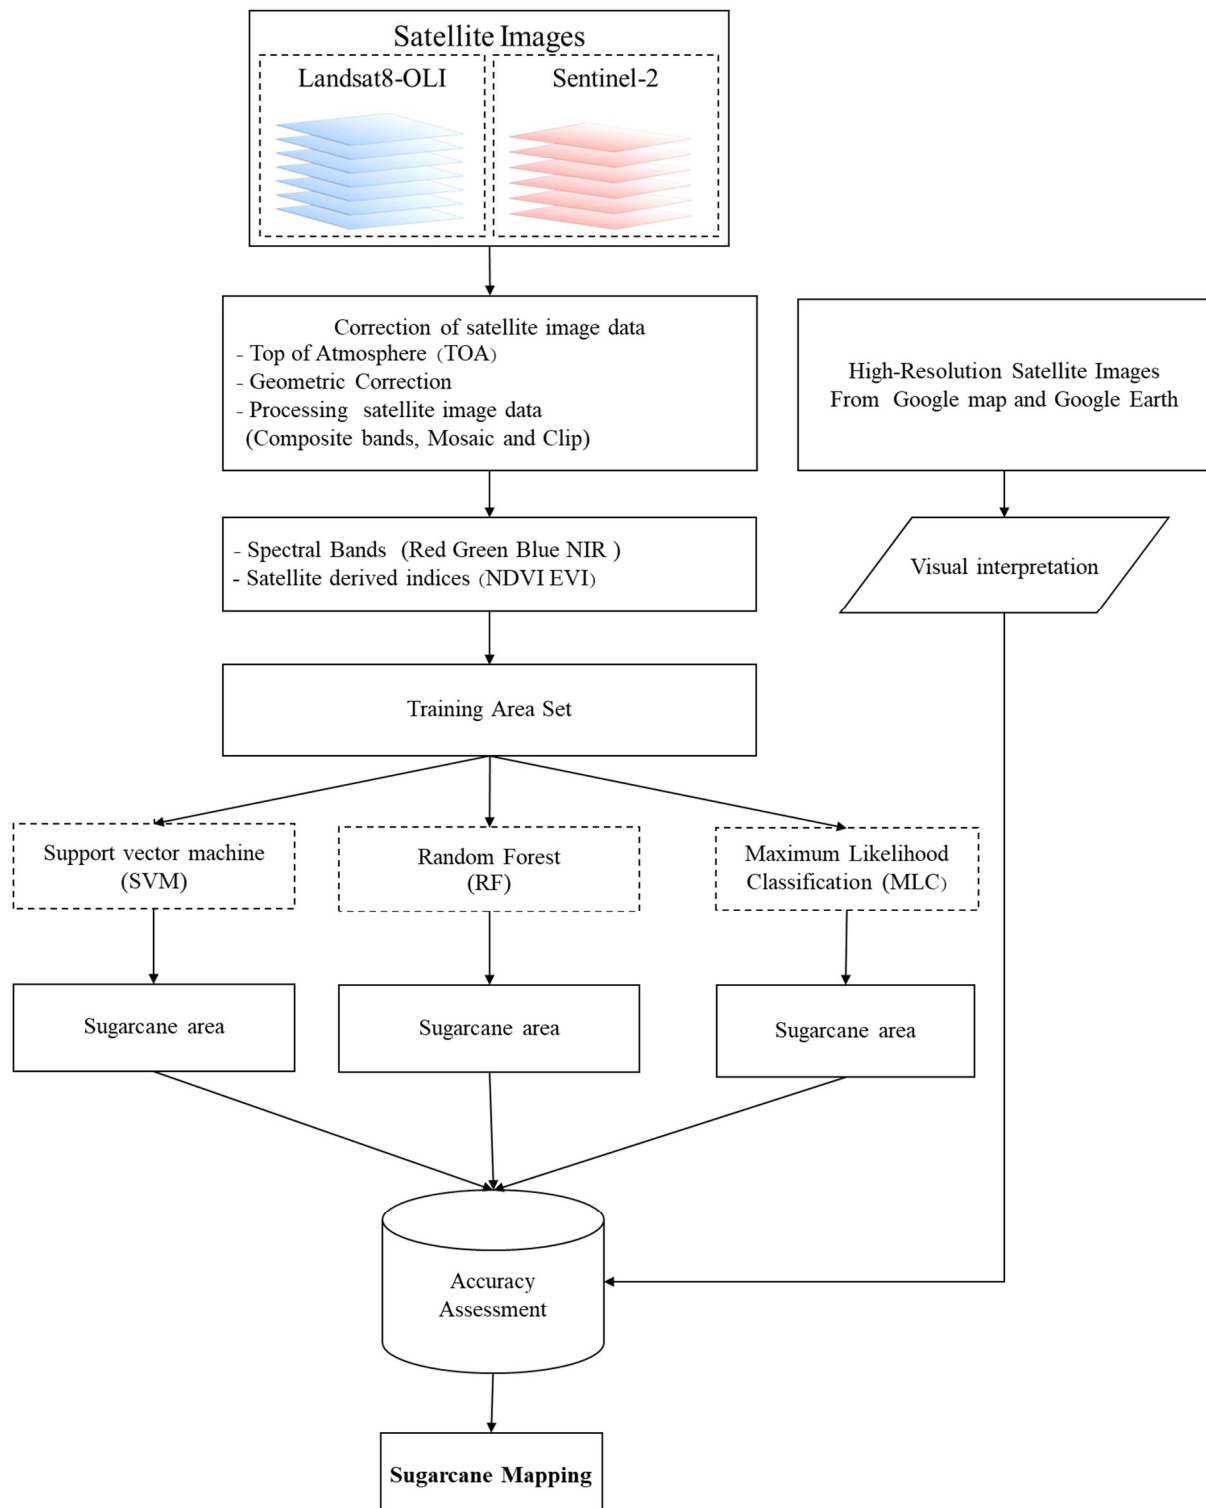 Satellite Images
Landsat8-OLI
Sentinel-2
Correction of satellite image data
- Top of Atmosphere (TOA)
- Geometric Correction
- Processing satellite image data
(Composite bands, Mosaic and Clip)
High-Resolution Satellite Images
From Google map and Google Earth
- Spectral Bands (Red Green Blue NIR )
- Satellite derived indices (NDVI EVI)
Visual interpretation
Training Area Set
Support vector machine
(SVM)
Random Forest
(RF)
Maximum Likelihood
Classification (MLC)
Sugarcane area
Sugarcane area
Sugarcane area
Accuracy
Assessment
Sugarcane Mapping